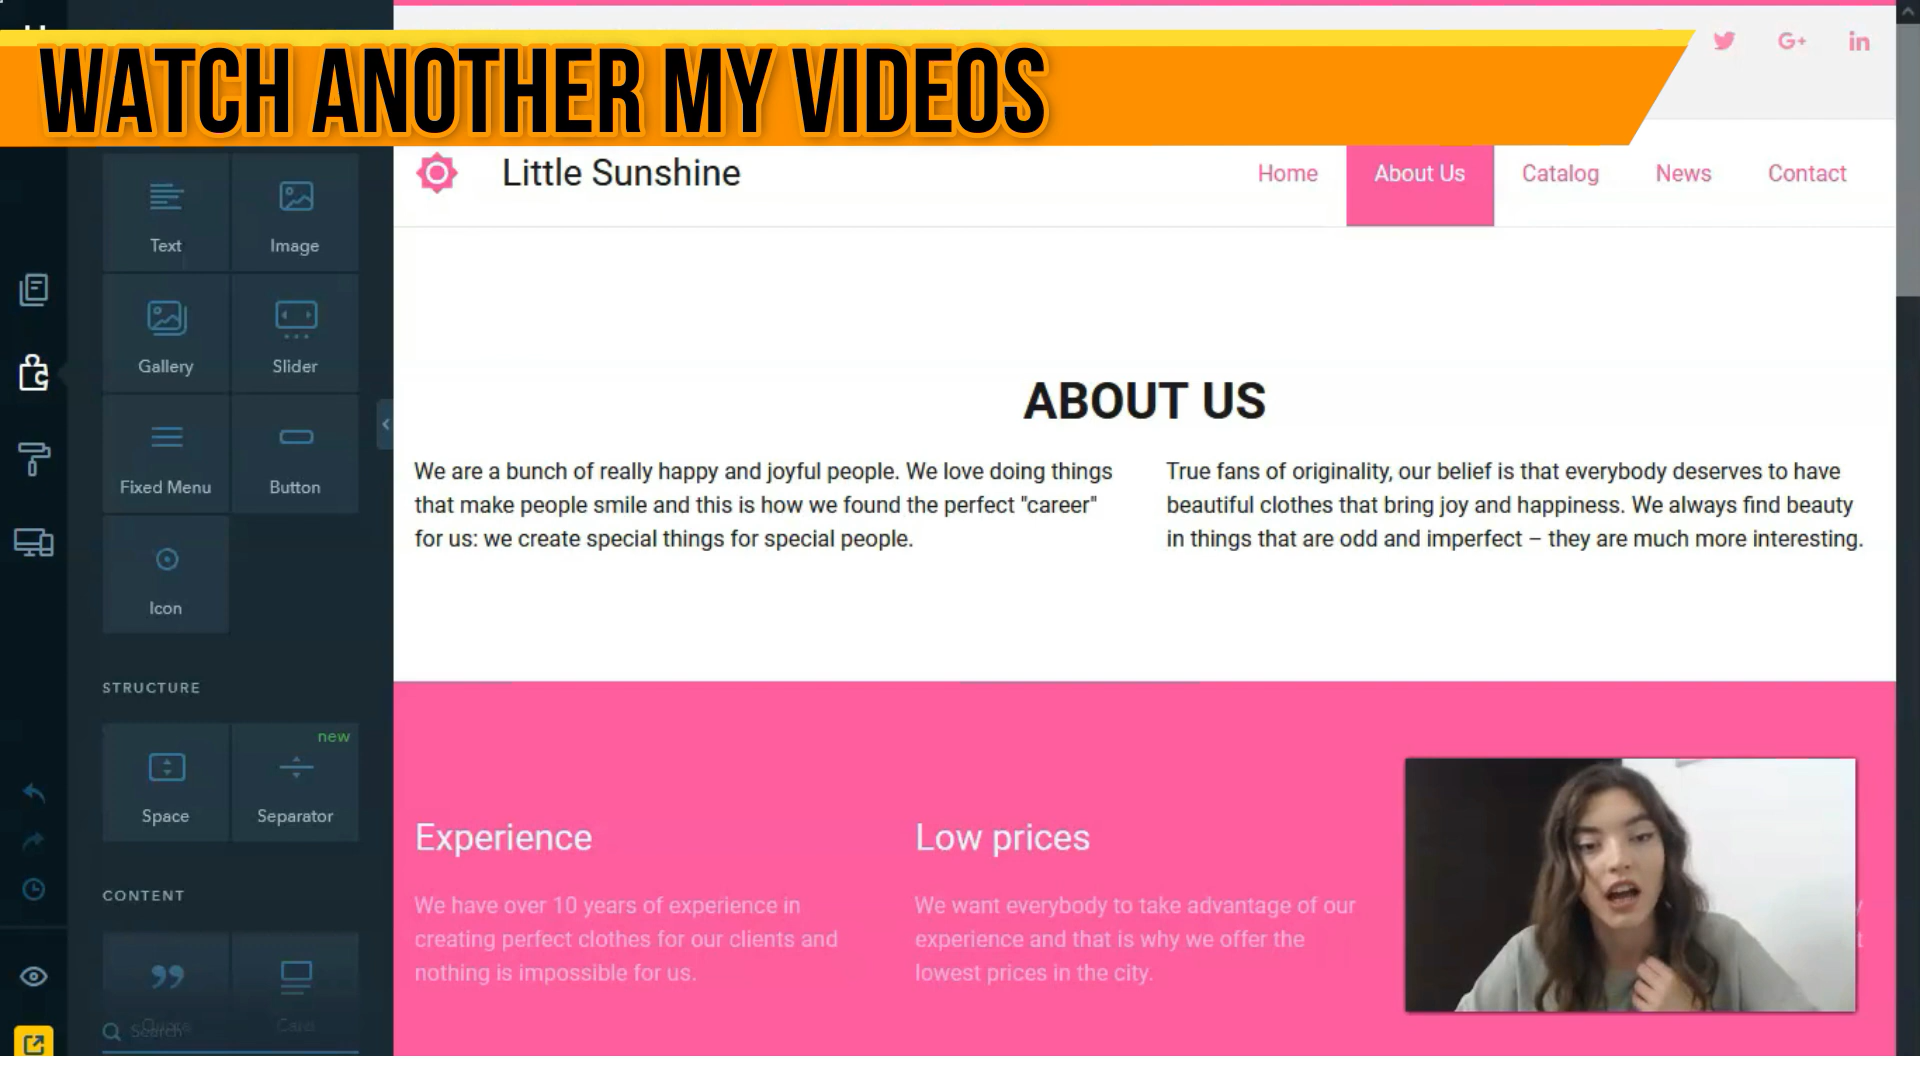 WATCH ANOTHER MY VIDEOS
G+
in
Little Sunshine
Home
About Us
Catalog
News
Contact
Text
Image
Gallery
Slider
Fixed Menu
Button
Icon
ABOUT US
We are a bunch of really happy and joyful people. We love doing things
that make people smile and this is how we found the perfect "career"
for us: we create special things for special people.
True fans of originality, our belief is that everybody deserves to have
beautiful clothes that bring joy and happiness. We always find beauty
in things that are odd and imperfect – they are much more interesting.
STRUCTURE
new
Space
Separator
CONTENT
Quote
Card
Search
Experience
We have over 10 years of experience in
creating perfect clothes for our clients and
nothing is impossible for us.
Low prices
We want everybody to take advantage of our
experience and that is why we offer the
lowest prices in the city.